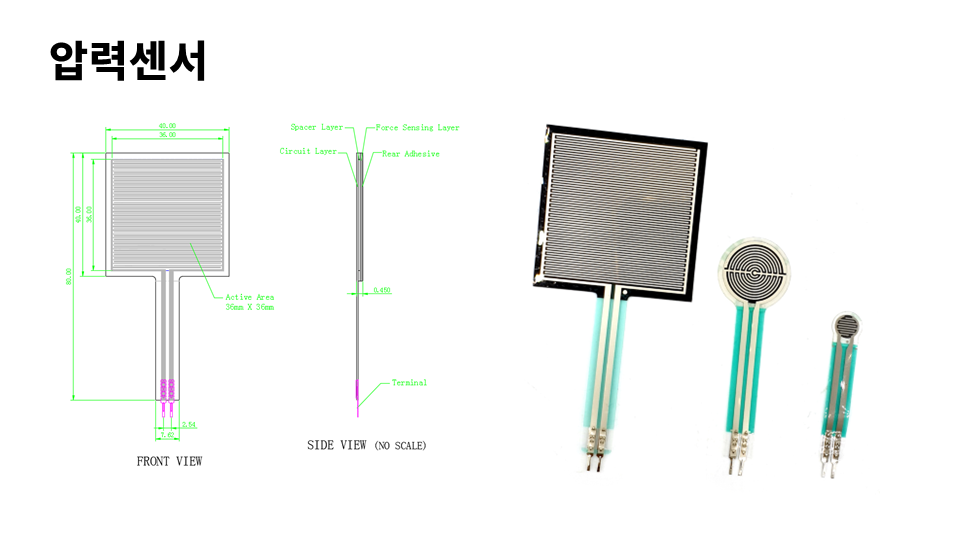 압력센서
40.00
36.00
40.00
36.00
80.00
Active Area
36mm X 36mm
2.54
7.62
FRONT VIEW
Spacer Layer
Force Sensing Layer
Circuit Layer
Rear Adhesive
0.450
Terminal
SIDE VIEW (NO SCALE)